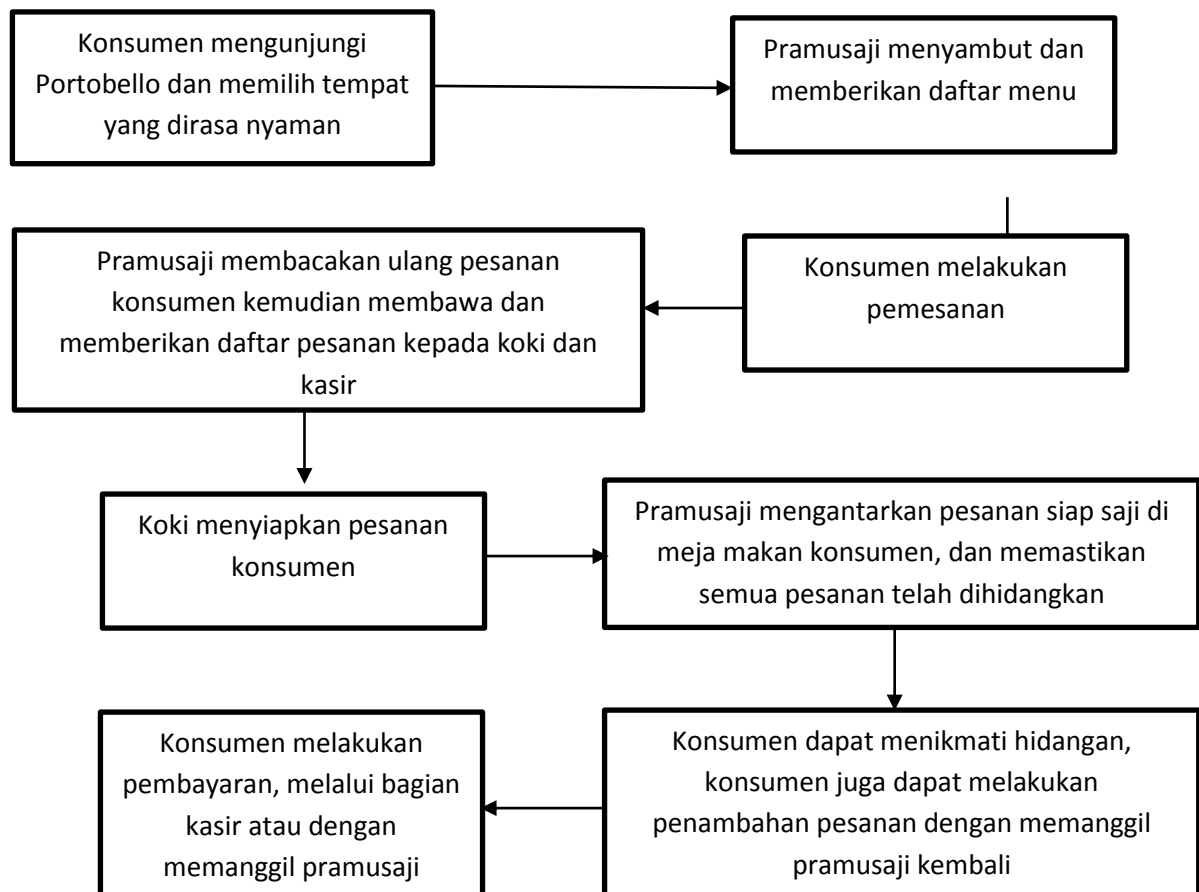 Konsumen mengunjungi
Portobello dan memilih tempat
yang dirasa nyaman
Pramusaji menyambut dan
memberikan daftar menu
Konsumen melakukan
pemesanan
Pramusaji membacakan ulang pesanan
konsumen kemudian membawa dan
memberikan daftar pesanan kepada koki dan
kasir
Koki menyiapkan pesanan
konsumen
Pramusaji mengantarkan pesanan siap saji di
meja makan konsumen, dan memastikan
semua pesanan telah dihidangkan
Konsumen dapat menikmati hidangan,
konsumen juga dapat melakukan
penambahan pesanan dengan memanggil
pramusaji kembali
Konsumen melakukan
pembayaran, melalui bagian
kasir atau dengan
memanggil pramusaji